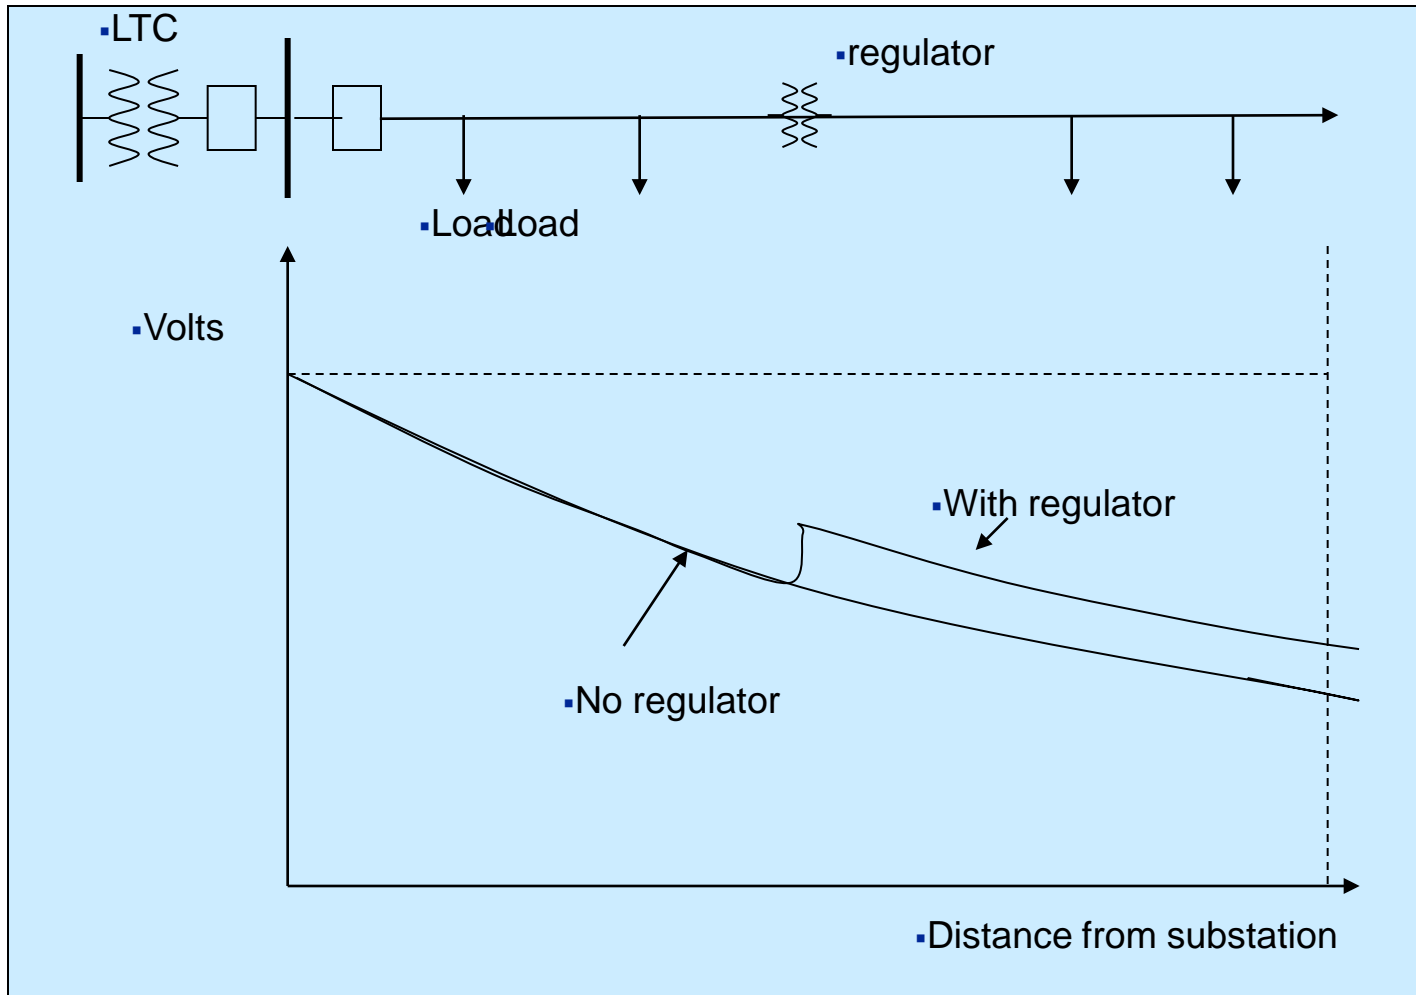 ▪LTC
▪regulator
▪Load
▪Load
▪Volts
▪With regulator
▪No regulator
▪Distance from substation